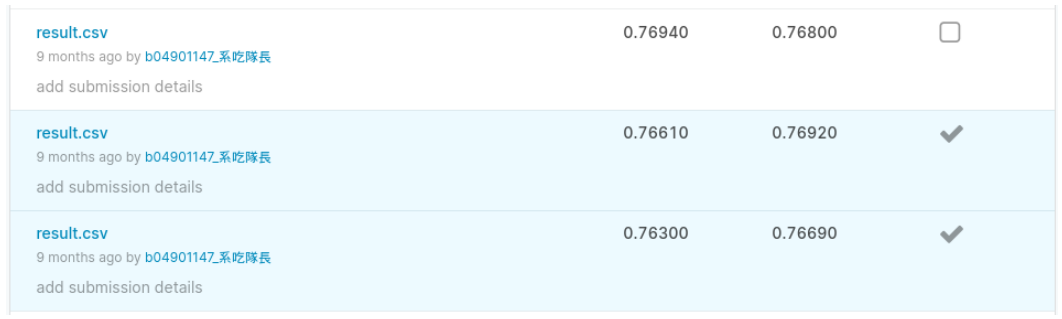 result.csv 0.76940 0.76800
9 months ago by b04901147_系吃隊長
add submission details
result.csv 0.76610 0.76920
9 months ago by b04901147_系吃隊長
add submission details
result.csv 0.76300 0.76690
9 months ago by b04901147_系吃隊長
add submission details